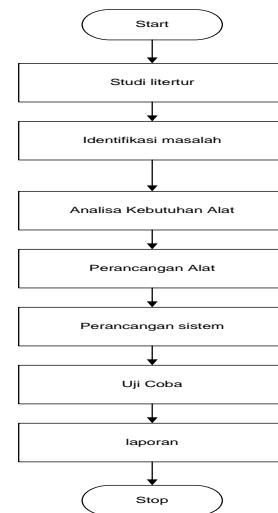 Start
Studi litertur
Identifikasi masalah
Analisa Kebutuhan Alat
Perancangan Alat
Perancangan sistem
Uji Coba
laporan
Stop